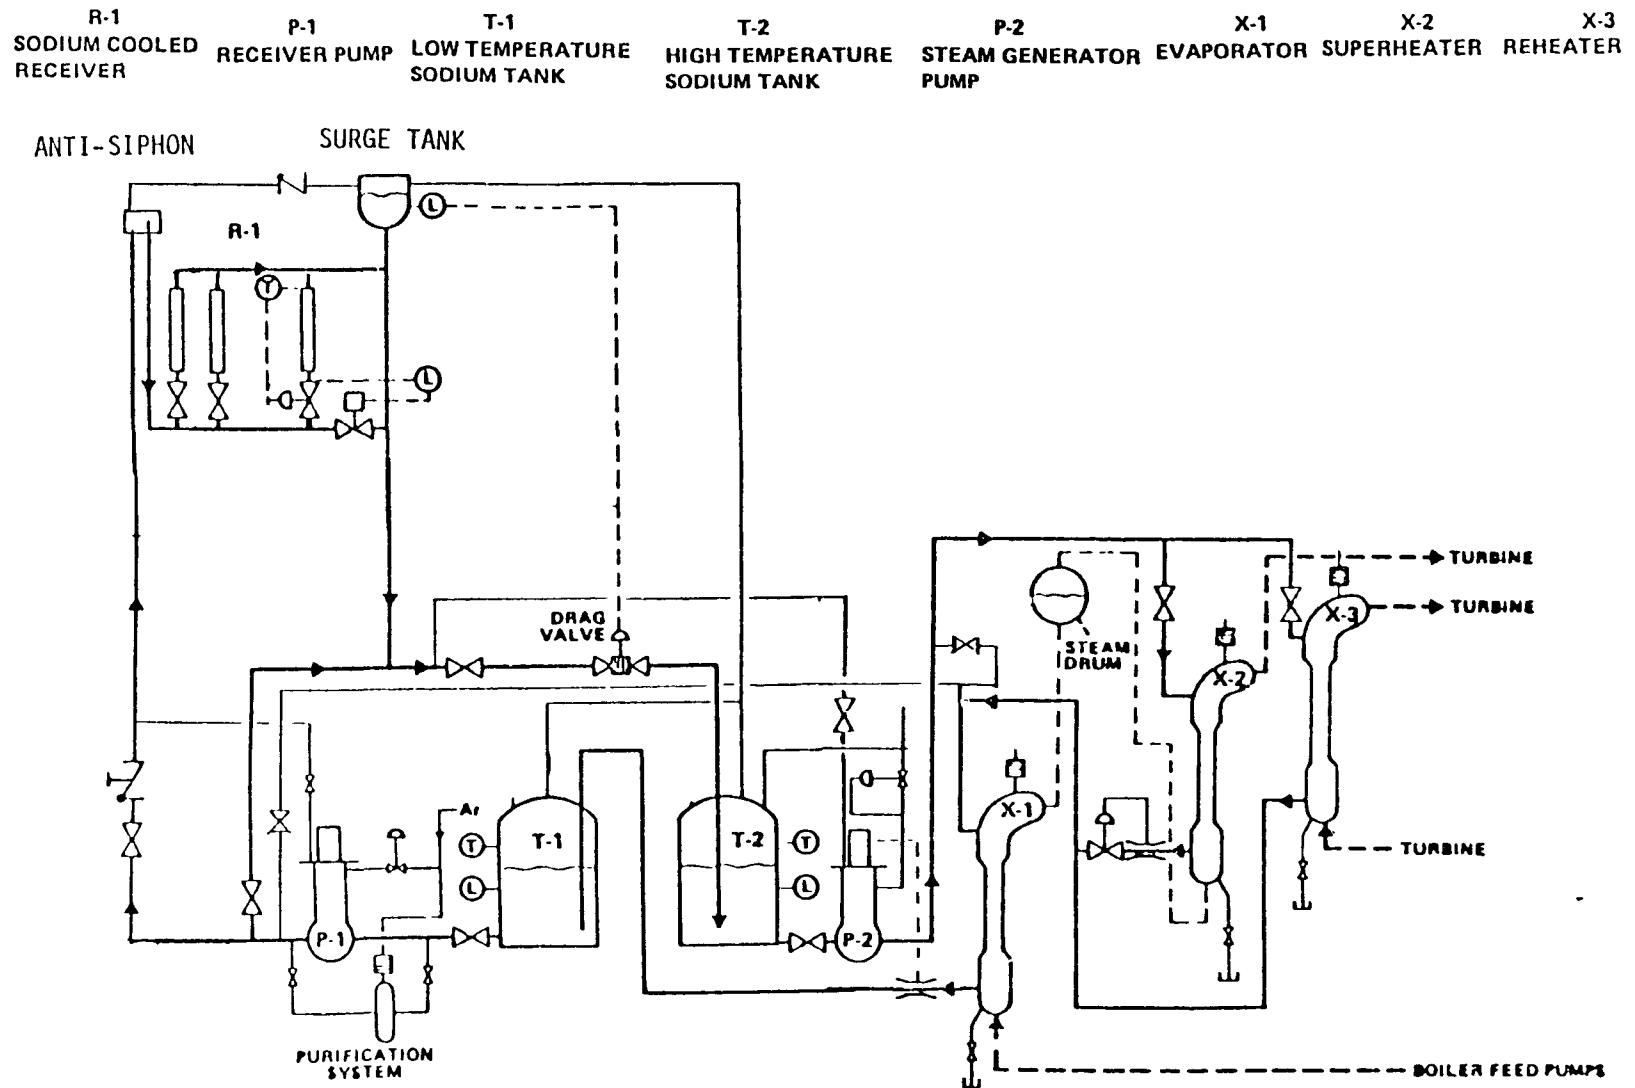 R-1
SODIUM COOLED
RECEIVER
P-1
RECEIVER PUMP
T-1
LOW TEMPERATURE
SODIUM TANK
T-2
HIGH TEMPERATURE
SODIUM TANK
P-2
STEAM GENERATOR
PUMP
X-1
EVAPORATOR
X-2
SUPERHEATER
X-3
REHEATER
ANTI-SIPHON
SURGE TANK
L
R-1
T
L
TURBINE
TURBINE
DRAG
VALVE
STEAM
DRUM
X-3
X-2
Ar
X-1
T
T-1
T-2
T
TURBINE
L
L
P-1
P-2
PURIFICATION
SYSTEM
BOILER FEED PUMPS